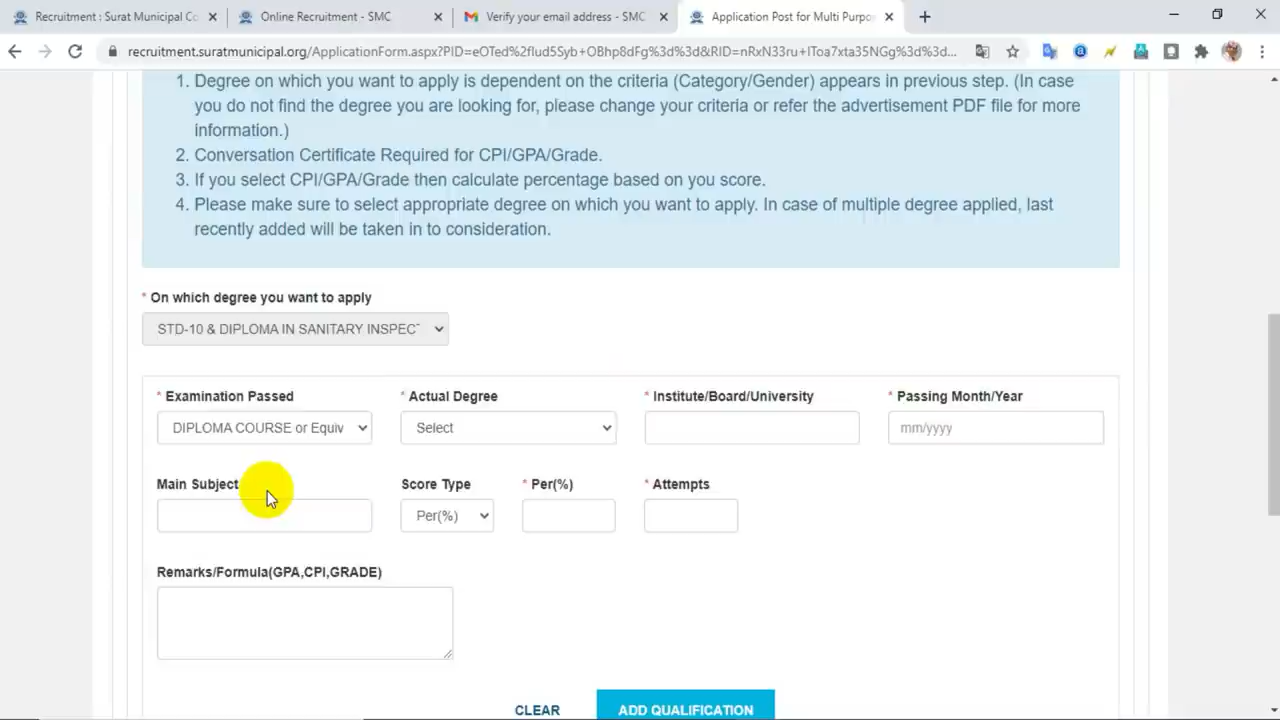 Recruitment : Surat Municipal Co
Online Recruitment - SMC
Verify your email address - SMC
Application Post for Multi Purpo
recruitment.suratmunicipal.org/ApplicationForm.aspx?PID=eOTed%2flud5Syb+OBhp8dFg%3d%3d&RID=nRxN33ru+IToa7xta35NGg%3d%3d...
1. Degree on which you want to apply is dependent on the criteria (Category/Gender) appears in previous step. (In case
you do not find the degree you are looking for, please change your criteria or refer the advertisement PDF file for more
information.)
2. Conversation Certificate Required for CPI/GPA/Grade.
3. If you select CPI/GPA/Grade then calculate percentage based on you score.
4. Please make sure to select appropriate degree on which you want to apply. In case of multiple degree applied, last
recently added will be taken in to consideration.
* On which degree you want to apply
STD-10 & DIPLOMA IN SANITARY INSPEC
* Examination Passed * Actual Degree * Institute/Board/University * Passing Month/Year
DIPLOMA COURSE or Equiv Select mm/yyyy
Main Subject Score Type * Per(%) * Attempts
Per(%)
Remarks/Formula(GPA,CPI,GRADE)
CLEAR ADD QUALIFICATION